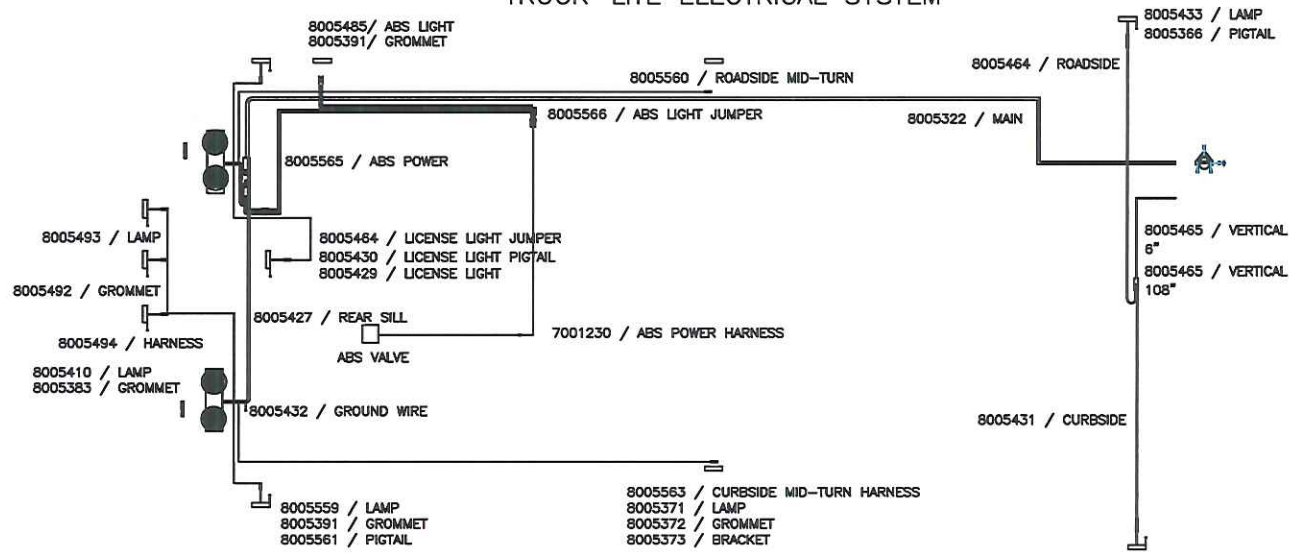 TRUCK-LITE ELECTRICAL SYSTEM
8005485/ ABS LIGHT
8005391/ GROMMET
8005433 / LAMP
8005366 / PIGTAIL
8005464 / ROADSIDE
8005560 / ROADSIDE MID-TURN
8005566 / ABS LIGHT JUMPER
8005322 / MAIN
8005565 / ABS POWER
8005493 / LAMP
8005464 / LICENSE LIGHT JUMPER
8005430 / LICENSE LIGHT PIGTAIL
8005429 / LICENSE LIGHT
8005465 / VERTICAL
6"
8005465 / VERTICAL
108"
8005492 / GROMMET
8005427 / REAR SILL
7001230 / ABS POWER HARNESS
8005494 / HARNESS
ABS VALVE
8005410 / LAMP
8005383 / GROMMET
8005432 / GROUND WIRE
8005431 / CURBSIDE
8005559 / LAMP
8005391 / GROMMET
8005561 / PIGTAIL
8005563 / CURBSIDE MID-TURN HARNESS
8005371 / LAMP
8005372 / GROMMET
8005373 / BRACKET